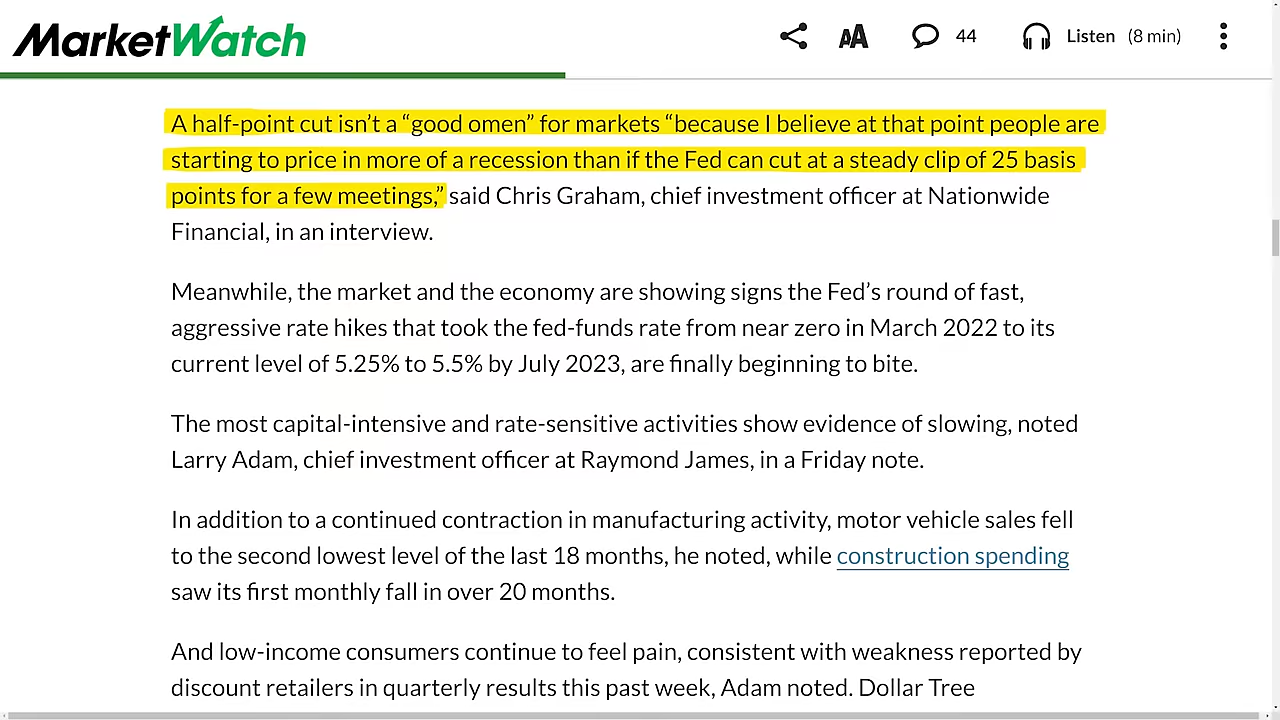 MarketWatch
AA
44
Listen (8 min)
A half-point cut isn’t a “good omen” for markets “because I believe at that point people are
starting to price in more of a recession than if the Fed can cut at a steady clip of 25 basis
points for a few meetings,” said Chris Graham, chief investment officer at Nationwide
Financial, in an interview.
Meanwhile, the market and the economy are showing signs the Fed’s round of fast,
aggressive rate hikes that took the fed-funds rate from near zero in March 2022 to its
current level of 5.25% to 5.5% by July 2023, are finally beginning to bite.
The most capital-intensive and rate-sensitive activities show evidence of slowing, noted
Larry Adam, chief investment officer at Raymond James, in a Friday note.
In addition to a continued contraction in manufacturing activity, motor vehicle sales fell
to the second lowest level of the last 18 months, he noted, while construction spending
saw its first monthly fall in over 20 months.
And low-income consumers continue to feel pain, consistent with weakness reported by
discount retailers in quarterly results this past week, Adam noted. Dollar Tree